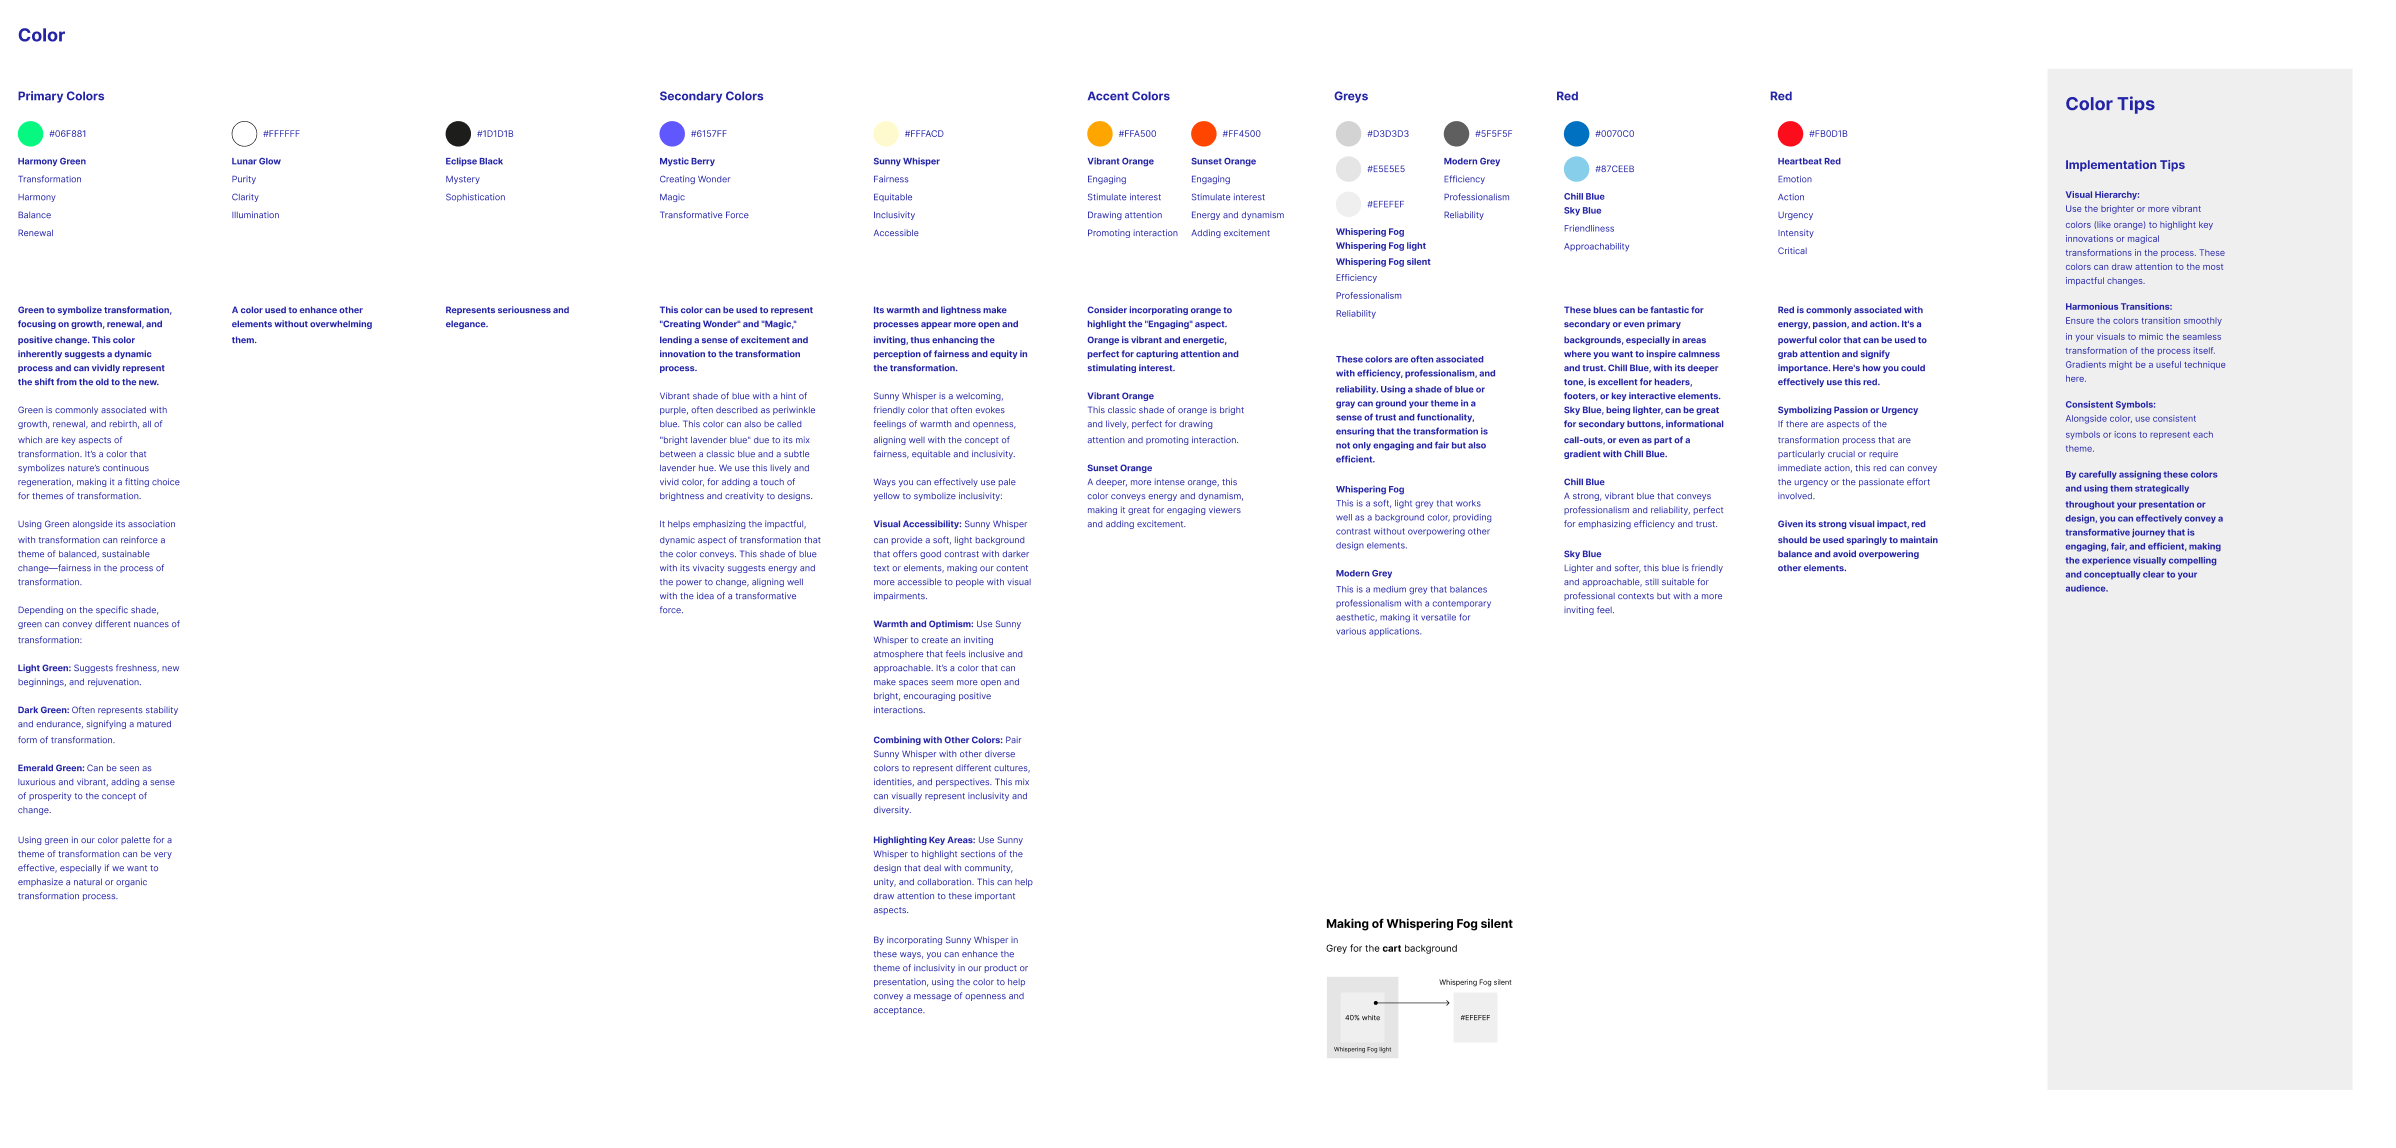 Color
Primary Colors
#06F881
Harmony Green
Transformation
Harmony
Balance
Renewal
Green to symbolize transformation,
focusing on growth, renewal, and
positive change. This color
inherently suggests a dynamic
process and can vividly represent
the shift from the old to the new.
Green is commonly associated with
growth, renewal, and rebirth, all of
which are key aspects of
transformation. It's a color that
symbolizes nature's continuous
regeneration, making it a fitting choice
for themes of transformation.
Using Green alongside its association
with transformation can reinforce a
theme of balanced, sustainable
change—fairness in the process of
transformation.
Depending on the specific shade,
green can convey different nuances of
transformation:
Light Green: Suggests freshness, new
beginnings, and rejuvenation.
Dark Green: Often represents stability
and endurance, signifying a matured
form of transformation.
Emerald Green: Can be seen as
luxurious and vibrant, adding a sense
of prosperity to the concept of
change.
Using green in our color palette for a
theme of transformation can be very
effective, especially if we want to
emphasize a natural or organic
transformation process.
#FFFFFF
Lunar Glow
Purity
Clarity
Illumination
A color used to enhance other
elements without overwhelming
them.
#1D1D1B
Eclipse Black
Mystery
Sophistication
Represents seriousness and
elegance.
Secondary Colors
#6157FF
Mystic Berry
Creating Wonder
Magic
Transformative Force
This color can be used to represent
"Creating Wonder" and "Magic,"
lending a sense of excitement and
innovation to the transformation
process.
Vibrant shade of blue with a hint of
purple, often described as periwinkle
blue. This color can also be called
"bright lavender blue" due to its mix
between a classic blue and a subtle
lavender hue. We use this lively and
vivid color, for adding a touch of
brightness and creativity to designs.
It helps emphasizing the impactful,
dynamic aspect of transformation that
the color conveys. This shade of blue
with its vivacity suggests energy and
the power to change, aligning well
with the idea of a transformative
force.
#FFFACD
Sunny Whisper
Fairness
Equitable
Inclusivity
Accessible
Its warmth and lightness make
processes appear more open and
inviting, thus enhancing the
perception of fairness and equity in
the transformation.
Sunny Whisper is a welcoming,
friendly color that often evokes
feelings of warmth and openness,
aligning well with the concept of
fairness, equitable and inclusivity.
Ways you can effectively use pale
yellow to symbolize inclusivity:
Visual Accessibility: Sunny Whisper
can provide a soft, light background
that offers good contrast with darker
text or elements, making our content
more accessible to people with visual
impairments.
Warmth and Optimism: Use Sunny
Whisper to create an inviting
atmosphere that feels inclusive and
approachable. It's a color that can
make spaces seem more open and
bright, encouraging positive
interactions.
Combining with Other Colors: Pair
Sunny Whisper with other diverse
colors to represent different cultures,
identities, and perspectives. This mix
can visually represent inclusivity and
diversity.
Highlighting Key Areas: Use Sunny
Whisper to highlight sections of the
design that deal with community,
unity, and collaboration. This can help
draw attention to these important
aspects.
By incorporating Sunny Whisper in
these ways, you can enhance the
theme of inclusivity in our product or
presentation, using the color to help
convey a message of openness and
acceptance.
Accent Colors
#FFA500
Vibrant Orange
Engaging
Stimulate interest
Drawing attention
Promoting interaction
#FF4500
Sunset Orange
Engaging
Stimulate interest
Energy and dynamism
Adding excitement
Consider incorporating orange to
highlight the "Engaging" aspect.
Orange is vibrant and energetic,
perfect for capturing attention and
stimulating interest.
Vibrant Orange
This classic shade of orange is bright
and lively, perfect for drawing
attention and promoting interaction.
Sunset Orange
A deeper, more intense orange, this
color conveys energy and dynamism,
making it great for engaging viewers
and adding excitement.
Greys
#D3D3D3
#E5E5E5
#EFEFEF
Whispering Fog
Whispering Fog light
Whispering Fog silent
Efficiency
Professionalism
Reliability
#5F5F5F
Modern Grey
Efficiency
Professionalism
Reliability
These colors are often associated
with efficiency, professionalism, and
reliability. Using a shade of blue or
gray can ground your theme in a
sense of trust and functionality,
ensuring that the transformation is
not only engaging and fair but also
efficient.
Whispering Fog
This is a soft, light grey that works
well as a background color, providing
contrast without overpowering other
design elements.
Modern Grey
This is a medium grey that balances
professionalism with a contemporary
aesthetic, making it versatile for
various applications.
Making of Whispering Fog silent
Grey for the cart background
40% white
Whispering Fog light
Whispering Fog silent
#EFEFEF
Red
#0070C0
#87CEEB
Chill Blue
Sky Blue
Friendliness
Approachability
These blues can be fantastic for
secondary or even primary
backgrounds, especially in areas
where you want to inspire calmness
and trust. Chill Blue, with its deeper
tone, is excellent for headers,
footers, or key interactive elements.
Sky Blue, being lighter, can be great
for secondary buttons, informational
call-outs, or even as part of a
gradient with Chill Blue.
Chill Blue
A strong, vibrant blue that conveys
professionalism and reliability, perfect
for emphasizing efficiency and trust.
Sky Blue
Lighter and softer, this blue is friendly
and approachable, still suitable for
professional contexts but with a more
inviting feel.
Red
#FB0D1B
Heartbeat Red
Emotion
Action
Urgency
Intensity
Critical
Red is commonly associated with
energy, passion, and action. It's a
powerful color that can be used to
grab attention and signify
importance. Here's how you could
effectively use this red.
Symbolizing Passion or Urgency
If there are aspects of the
transformation process that are
particularly crucial or require
immediate action, this red can convey
the urgency or the passionate effort
involved.
Given its strong visual impact, red
should be used sparingly to maintain
balance and avoid overpowering
other elements.
Color Tips
Implementation Tips
Visual Hierarchy:
Use the brighter or more vibrant
colors (like orange) to highlight key
innovations or magical
transformations in the process. These
colors can draw attention to the most
impactful changes.
Harmonious Transitions:
Ensure the colors transition smoothly
in your visuals to mimic the seamless
transformation of the process itself.
Gradients might be a useful technique
here.
Consistent Symbols:
Alongside color, use consistent
symbols or icons to represent each
theme.
By carefully assigning these colors
and using them strategically
throughout your presentation or
design, you can effectively convey a
transformative journey that is
engaging, fair, and efficient, making
the experience visually compelling
and conceptually clear to your
audience.